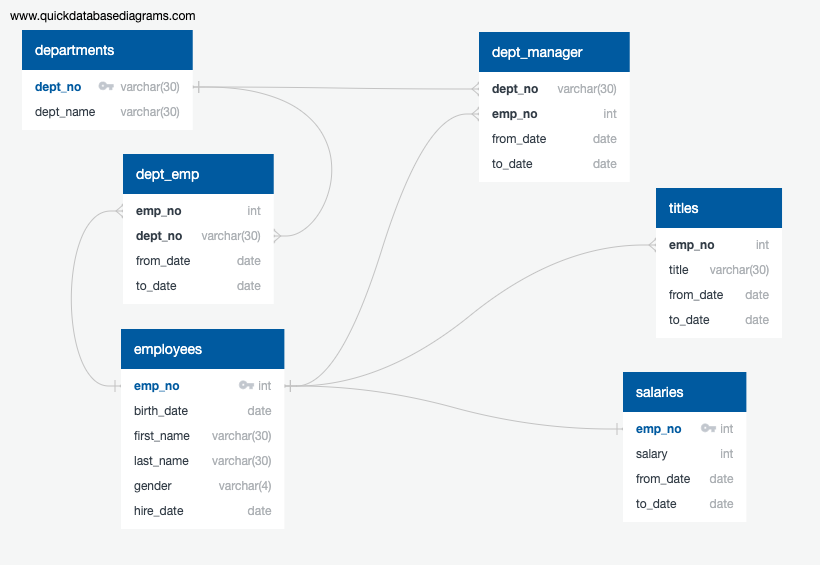 www.quickdatabasediagrams.com
departments
dept_no varchar(30)
dept_name varchar(30)
dept_manager
dept_no varchar(30)
emp_no int
from_date date
to_date date
dept_emp
emp_no int
dept_no varchar(30)
from_date date
to_date date
titles
emp_no int
title varchar(30)
from_date date
to_date date
employees
emp_no int
birth_date date
first_name varchar(30)
last_name varchar(30)
gender varchar(4)
hire_date date
salaries
emp_no int
salary int
from_date date
to_date date